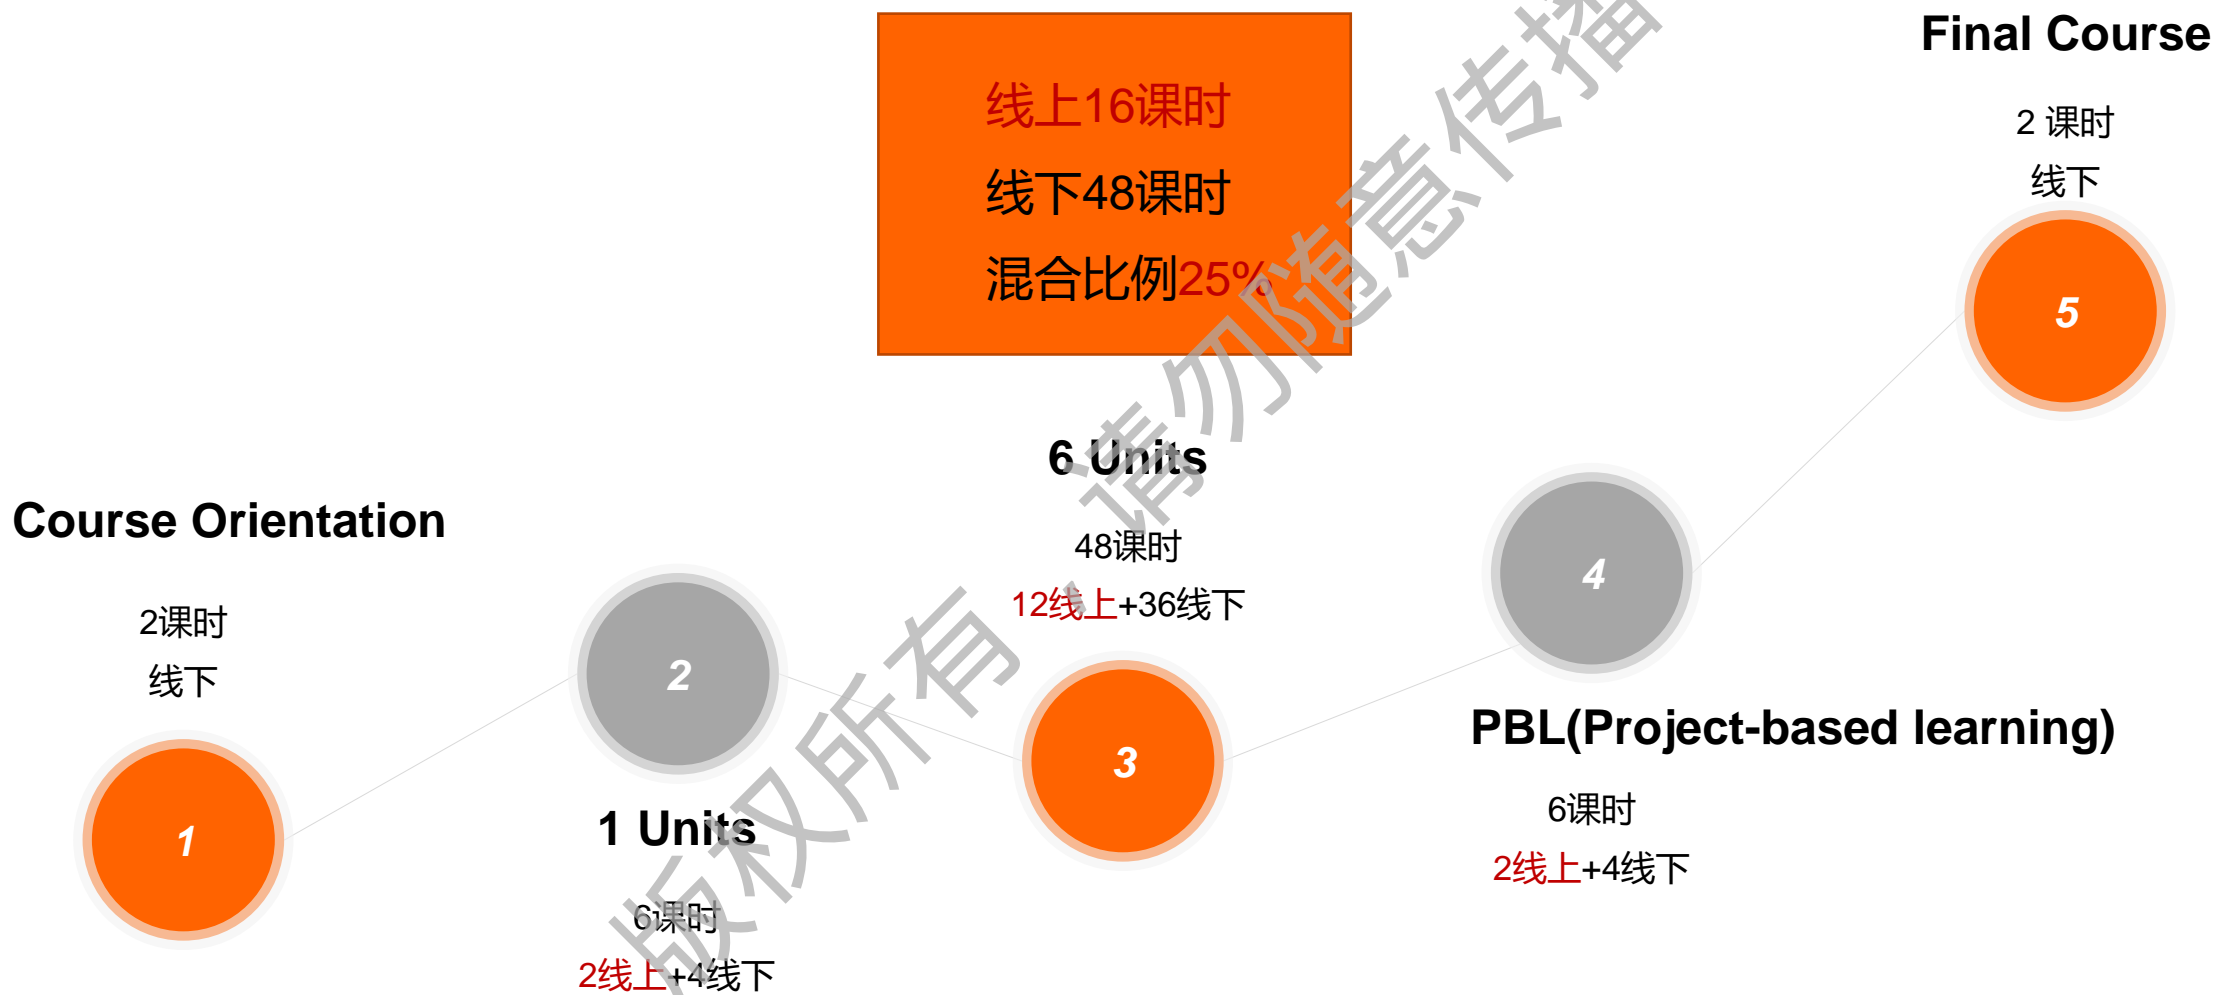 线上16课时
线下48课时
混合比例25%
Course Orientation
2课时
线下
1
2
1 Units
6课时
2线上+4线下
6 Units
48课时
12线上+36线下
3
4
PBL(Project-based learning)
6课时
2线上+4线下
Final Course
2 课时
线下
5
版权所有，请勿随意传播